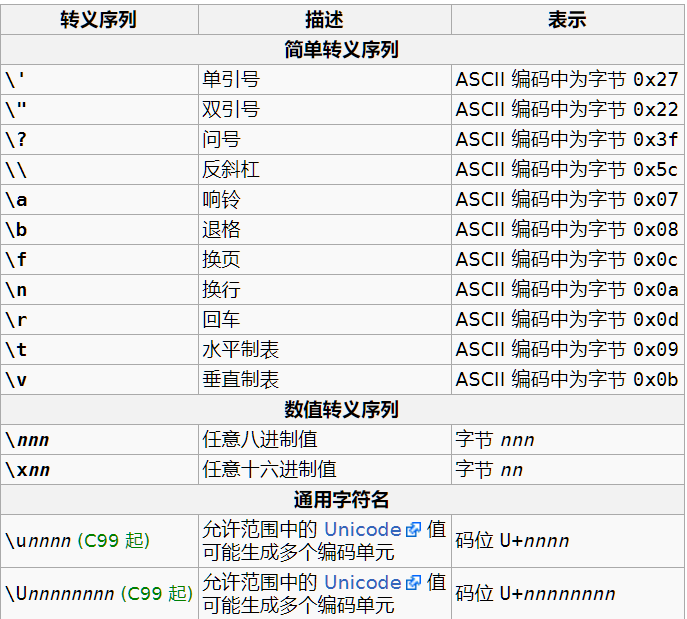 转义序列 描述 表示
简单转义序列
\' 单引号 ASCII 编码中为字节 0x27
\" 双引号 ASCII 编码中为字节 0x22
\? 问号 ASCII 编码中为字节 0x3f
\\ 反斜杠 ASCII 编码中为字节 0x5c
\a 响铃 ASCII 编码中为字节 0x07
\b 退格 ASCII 编码中为字节 0x08
\f 换页 ASCII 编码中为字节 0x0c
\n 换行 ASCII 编码中为字节 0x0a
\r 回车 ASCII 编码中为字节 0x0d
\t 水平制表 ASCII 编码中为字节 0x09
\v 垂直制表 ASCII 编码中为字节 0x0b
数值转义序列
\nnn 任意八进制值 字节 nnn
\xnn 任意十六进制值 字节 nn
通用字符名
\unnnn (C99 起) 允许范围中的 Unicode 值
可能生成多个编码单元 码位 U+nnnn
\Unnnnnnnn (C99 起) 允许范围中的 Unicode 值
可能生成多个编码单元 码位 U+nnnnnnnn